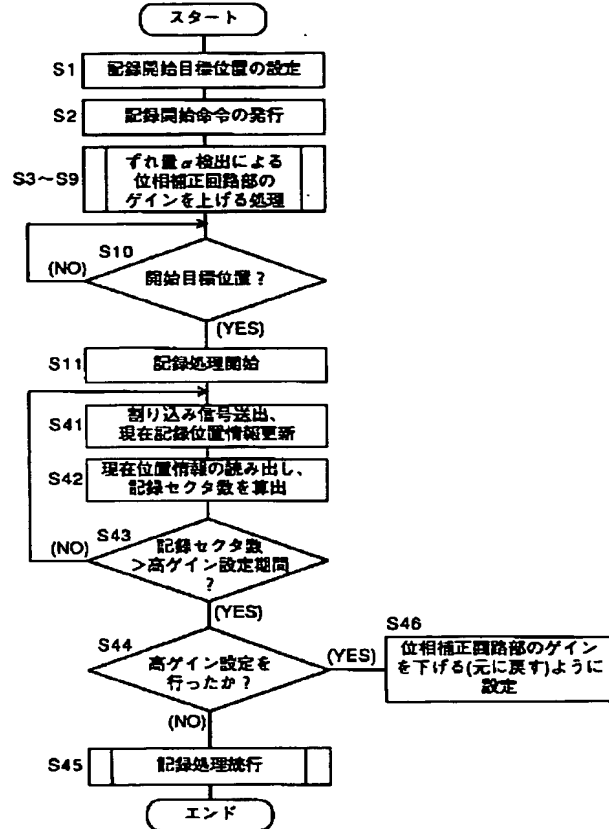 スタート
S1
記録開始目標位置の設定
S2
記録開始命令の発行
S3~S9
ずれ量α検出による
位相補正回路部の
ゲインを上げる処理
S10
(NO)
開始目標位置?
(YES)
S11
記録処理開始
S41
割り込み信号送出、
現在記録位置情報更新
S42
現在位置情報の読み出し、
記録セクタ数を算出
S43
(NO)
記録セクタ数
>高ゲイン設定期間
?
(YES)
S44
高ゲイン設定を
行ったか?
(YES)
S46
位相補正回路部のゲイン
を下げる(元に戻す)ように
設定
(NO)
S45
記録処理続行
エンド